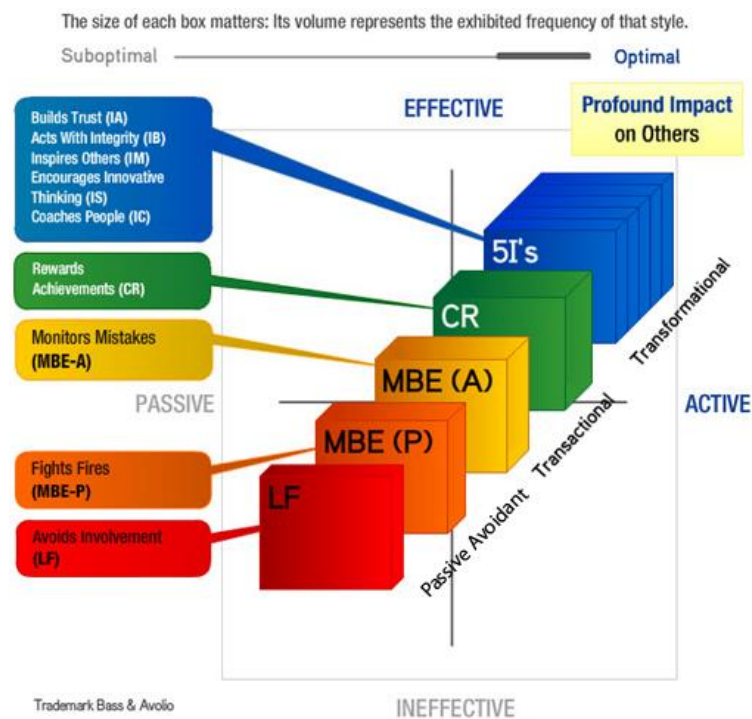 The size of each box matters: Its volume represents the exhibited frequency of that style.
Suboptimal
Optimal
EFFECTIVE
Profound Impact
on Others
Builds Trust (IA)
Acts With Integrity (IB)
Inspires Others (IM)
Encourages Innovative
Thinking (IS)
Coaches People (IC)
5I's
Rewards
Achievements (CR)
CR
Transformational
Monitors Mistakes
(MBE-A)
MBE (A)
PASSIVE
ACTIVE
Transactional
Fights Fires
(MBE-P)
MBE (P)
Passive Avoidant
Avoids Involvement
(LF)
LF
Trademark Bass & Avolio
INEFFECTIVE